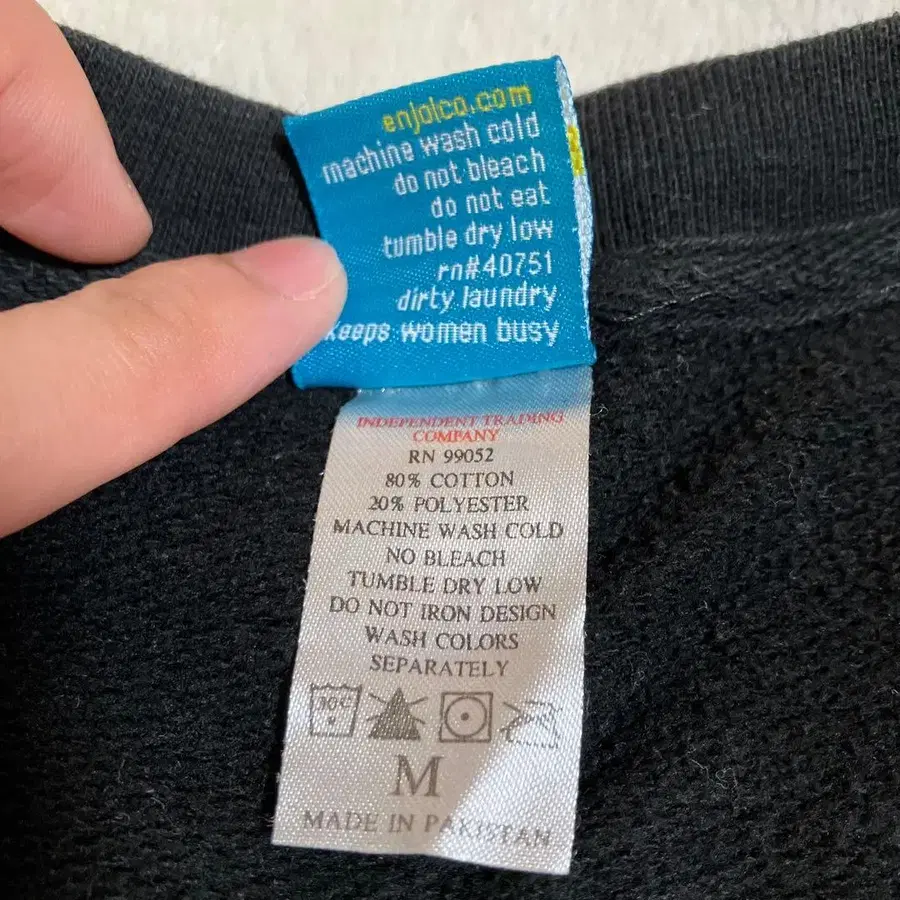 enjoico.com
machine wash cold
do not bleach
do not eat
tumble dry low
rn#40751
dirty laundry
keeps women busy
INDEPENDENT TRADING
COMPANY
RN 99052
80% COTTON
20% POLYESTER
MACHINE WASH COLD
NO BLEACH
TUMBLE DRY LOW
DO NOT IRON DESIGN
WASH COLORS
SEPARATELY
30C
M
MADE IN PAKISTAN